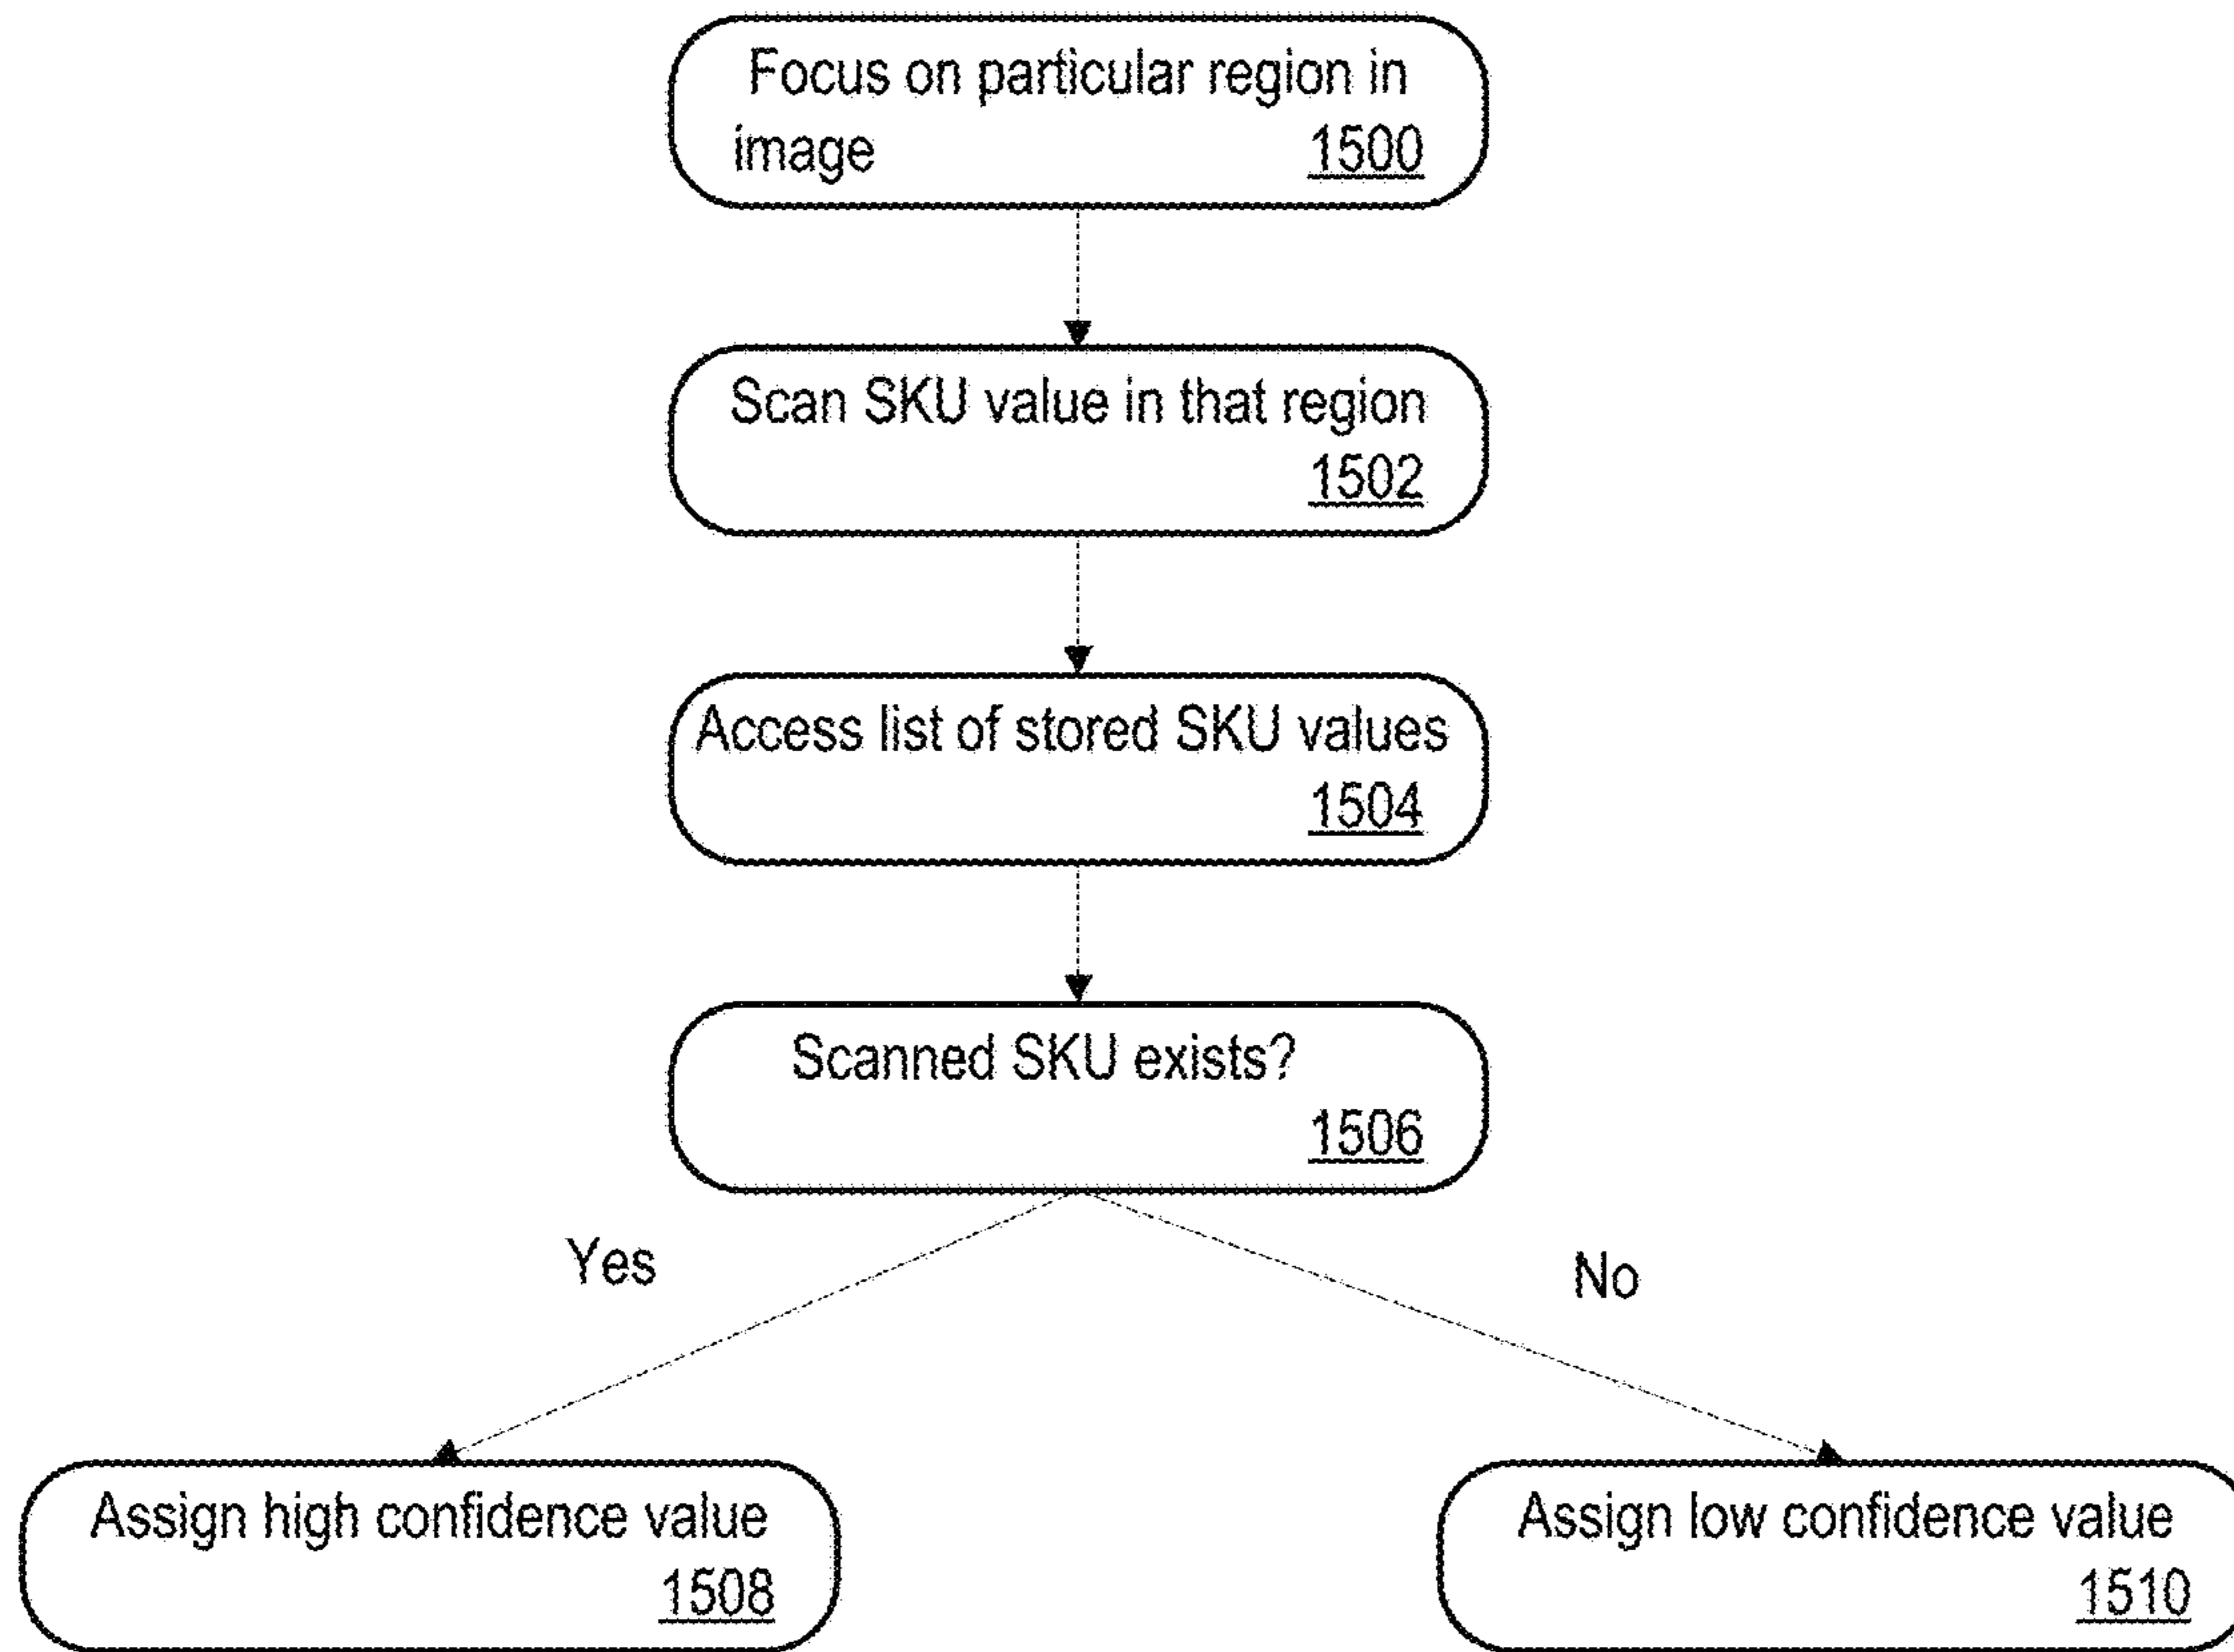 Focus on particular region in
image 1500
Scan SKU value in that region
1502
Access list of stored SKU values
1504
Scanned SKU exists?
1506
Yes
No
Assign high confidence value
1508
Assign low confidence value
1510